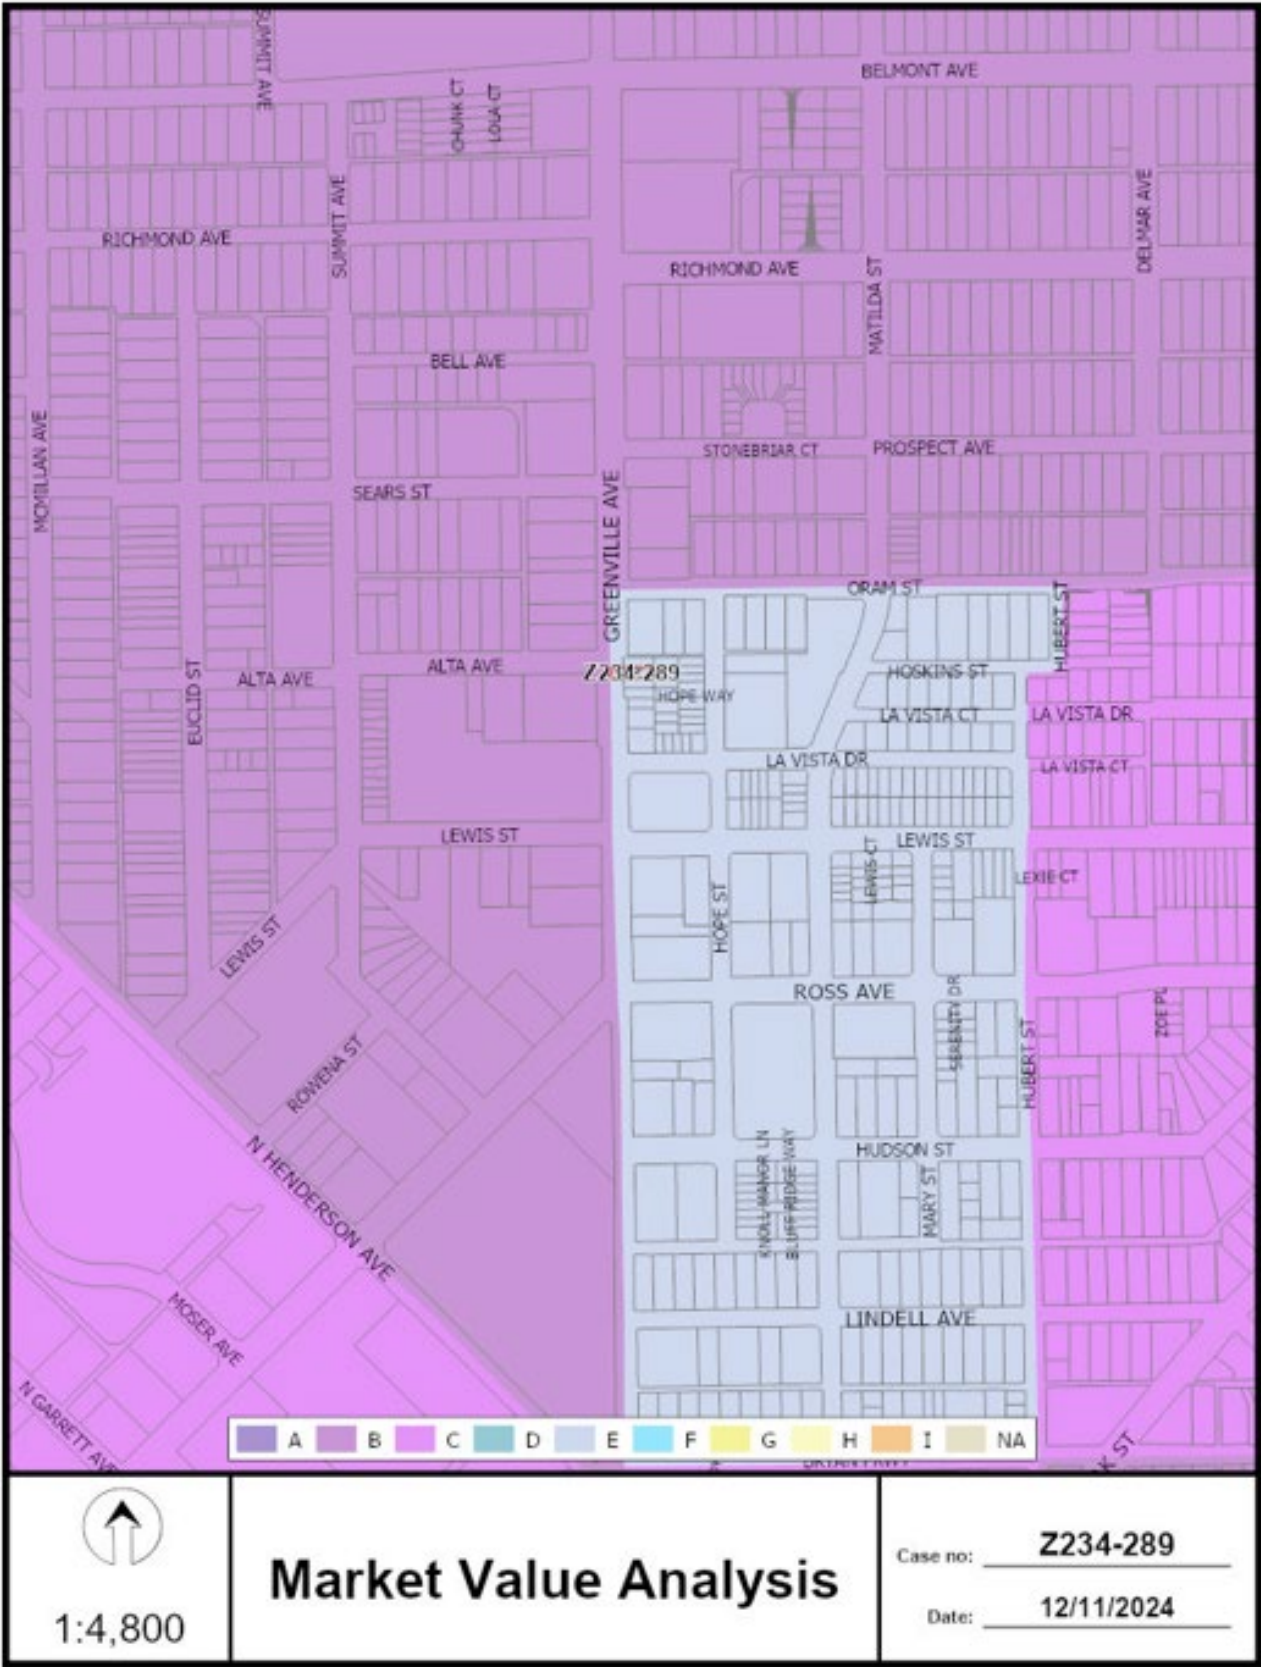 SUMMIT AVE
BELMONT AVE
CHUNK CT
LOLA CT
SUMMIT AVE
DELMAR AVE
RICHMOND AVE
RICHMOND AVE
MATILDA ST
BELL AVE
MCMILLAN AVE
STONEBRIAR CT
PROSPECT AVE
SEARS ST
GREENVILLE AVE
ORAM ST
HUBERT ST
EUCLID ST
ALTA AVE
ALTA AVE
Z234-289
HOSKINS ST
HOPE WAY
LA VISTA CT
LA VISTA DR
LA VISTA DR
LA VISTA CT
LEWIS ST
LEWIS ST
LEWIS CT
LEXIE CT
HOPE ST
LEWIS ST
ROSS AVE
SERENITY DR
ZOE PL
HUBERT ST
ROWENA ST
N HENDERSON AVE
HUDSON ST
KNOLL MANOR LN
BLUFF RIDGE WAY
MARY ST
MOSER AVE
LINDELL AVE
N GARRETT AVE
K ST
A B C D E F G H I NA
1:4,800
Market Value Analysis
Case no: Z234-289
Date: 12/11/2024